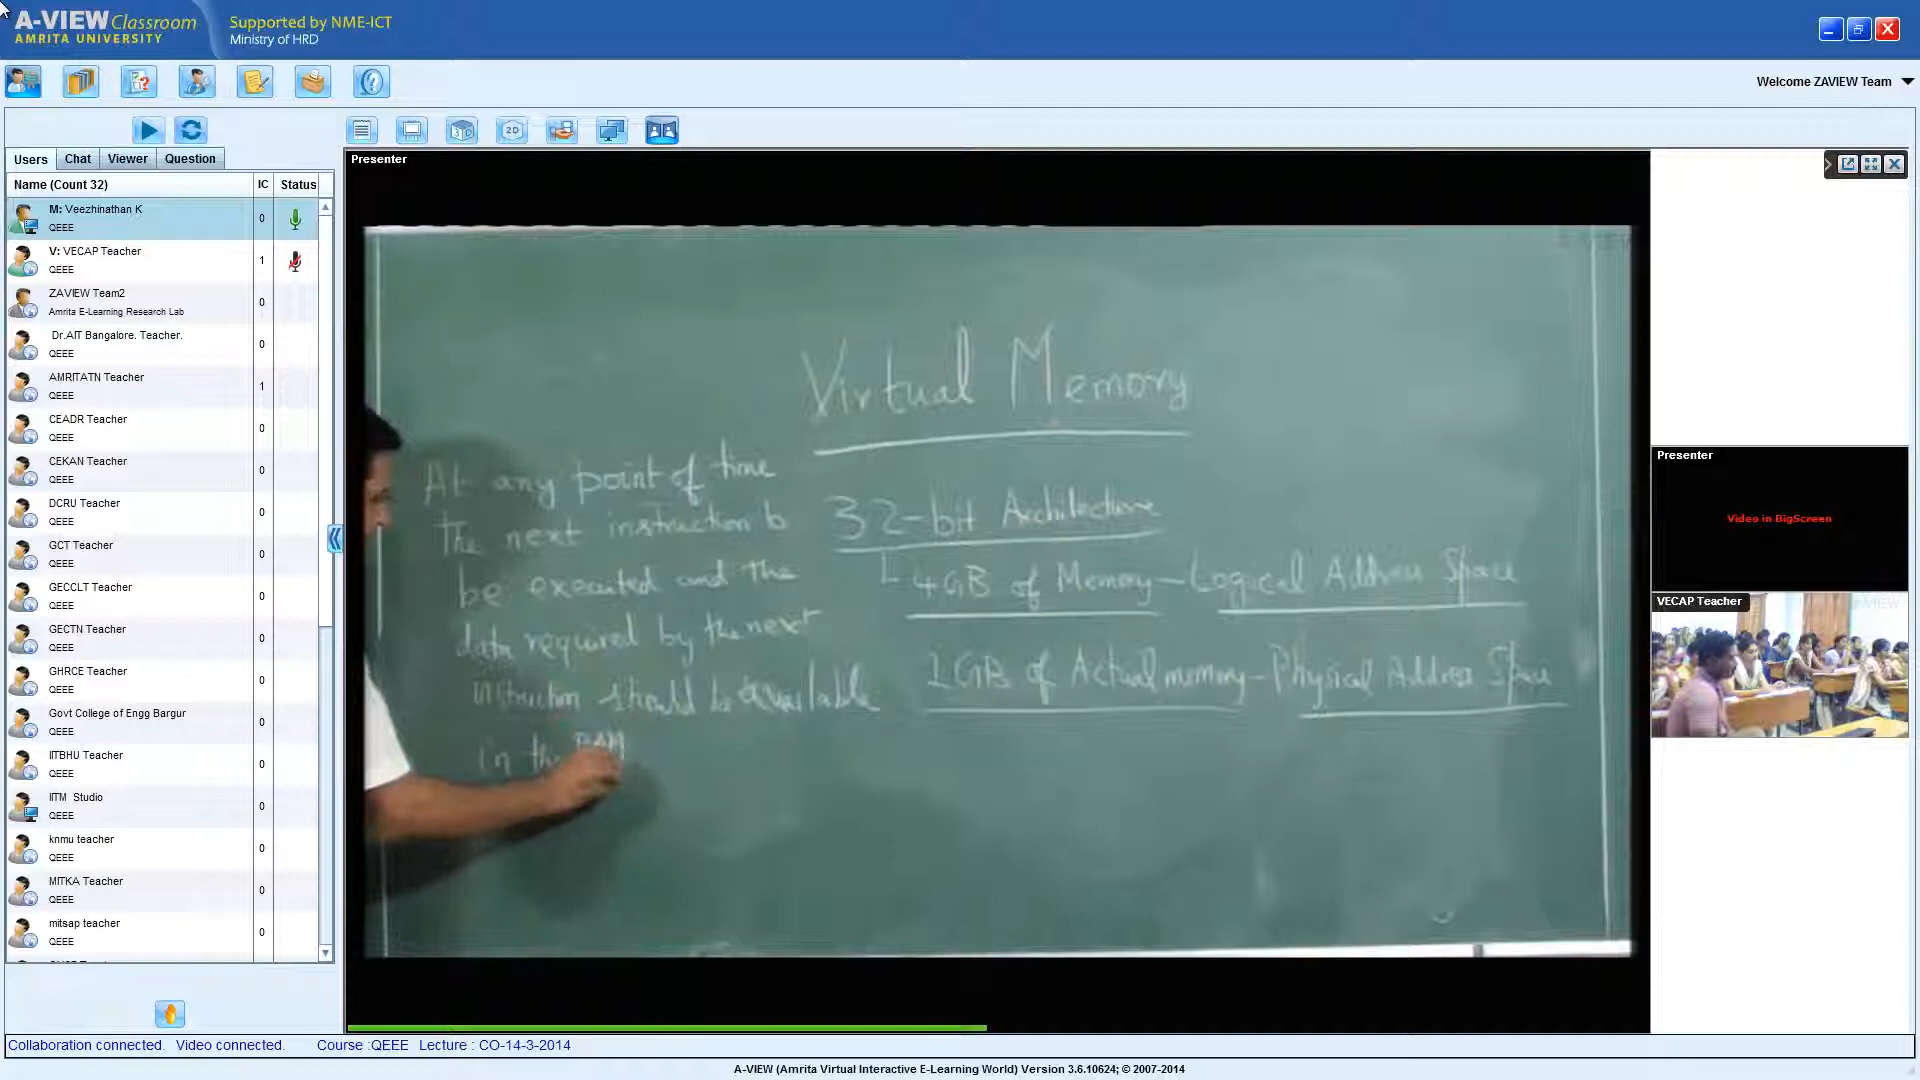 A-VIEW Classroom
AMRITA UNIVERSITY
Supported by NME-ICT
Ministry of HRD
Welcome ZAVIEW Team
3D
2D
Users
Chat
Viewer
Question
Name (Count 32)
IC
Status
M: Veezhinathan K
QEEE
0
V: VECAP Teacher
QEEE
1
ZAVIEW Team2
Amrita E-Learning Research Lab
0
Dr.AIT Bangalore. Teacher.
QEEE
0
AMRITATN Teacher
QEEE
1
CEADR Teacher
QEEE
0
CEKAN Teacher
QEEE
0
DCRU Teacher
QEEE
0
GCT Teacher
QEEE
0
GECCLT Teacher
QEEE
0
GECTN Teacher
QEEE
0
GHRCE Teacher
QEEE
0
Govt College of Engg Bargur
QEEE
0
IITBHU Teacher
QEEE
0
IITM Studio
QEEE
0
knmu teacher
QEEE
0
MITKA Teacher
QEEE
0
mitsap teacher
QEEE
0
Presenter
Virtual Memory
At any point of time
the next instruction to
be executed and the
data required by the next
instruction should be available
in the RAM
32-bit Architecture
4GB of Memory - Logical Address Space
1GB of Actual memory - Physical Address Space
Presenter
Video in BigScreen
VECAP Teacher
Collaboration connected. Video connected. Course :QEEE Lecture : CO-14-3-2014
A-VIEW (Amrita Virtual Interactive E-Learning World) Version 3.6.10624; © 2007-2014